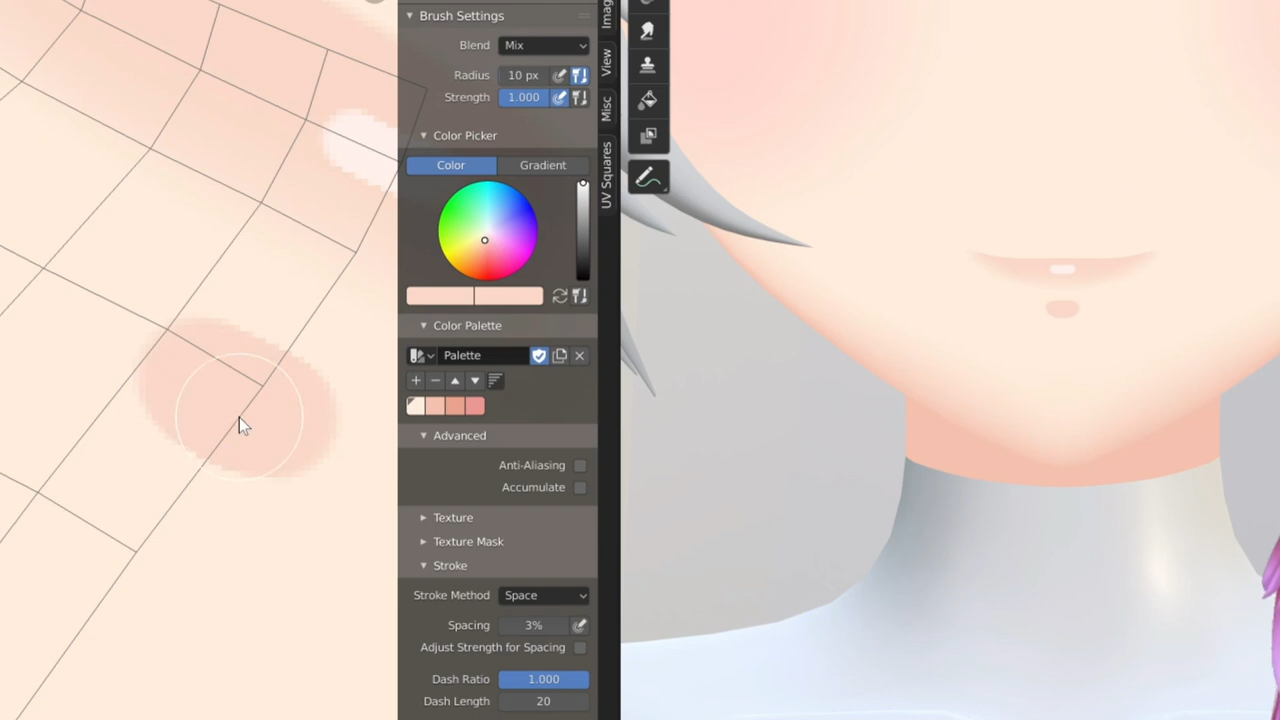 Brush Settings
Blend Mix
Radius 10 px
Strength 1.000
Color Picker
Color Gradient
Color Palette
Palette
Advanced
Anti-Aliasing
Accumulate
Texture
Texture Mask
Stroke
Stroke Method Space
Spacing 3%
Adjust Strength for Spacing
Dash Ratio 1.000
Dash Length 20
View
Misc
UV Squares